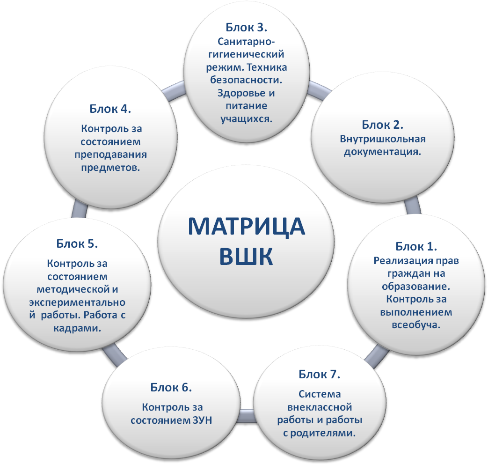 Блок 3.
Санитарно-
гигиенический
режим. Техника
безопасности.
Здоровье и
питание
учащихся.
Блок 4.
Контроль за
состоянием
преподавания
предметов.
Блок 2.
Внутришкольная
документация.
МАТРИЦА
ВШК
Блок 5.
Контроль за
состоянием
методической и
экспериментально
й работы. Работа с
кадрами.
Блок 1.
Реализация прав
граждан на
образование.
Контроль за
выполнением
всеобуча.
Блок 6.
Контроль за
состоянием ЗУН
Блок 7.
Система
внеклассной
работы и работы
с родителями.